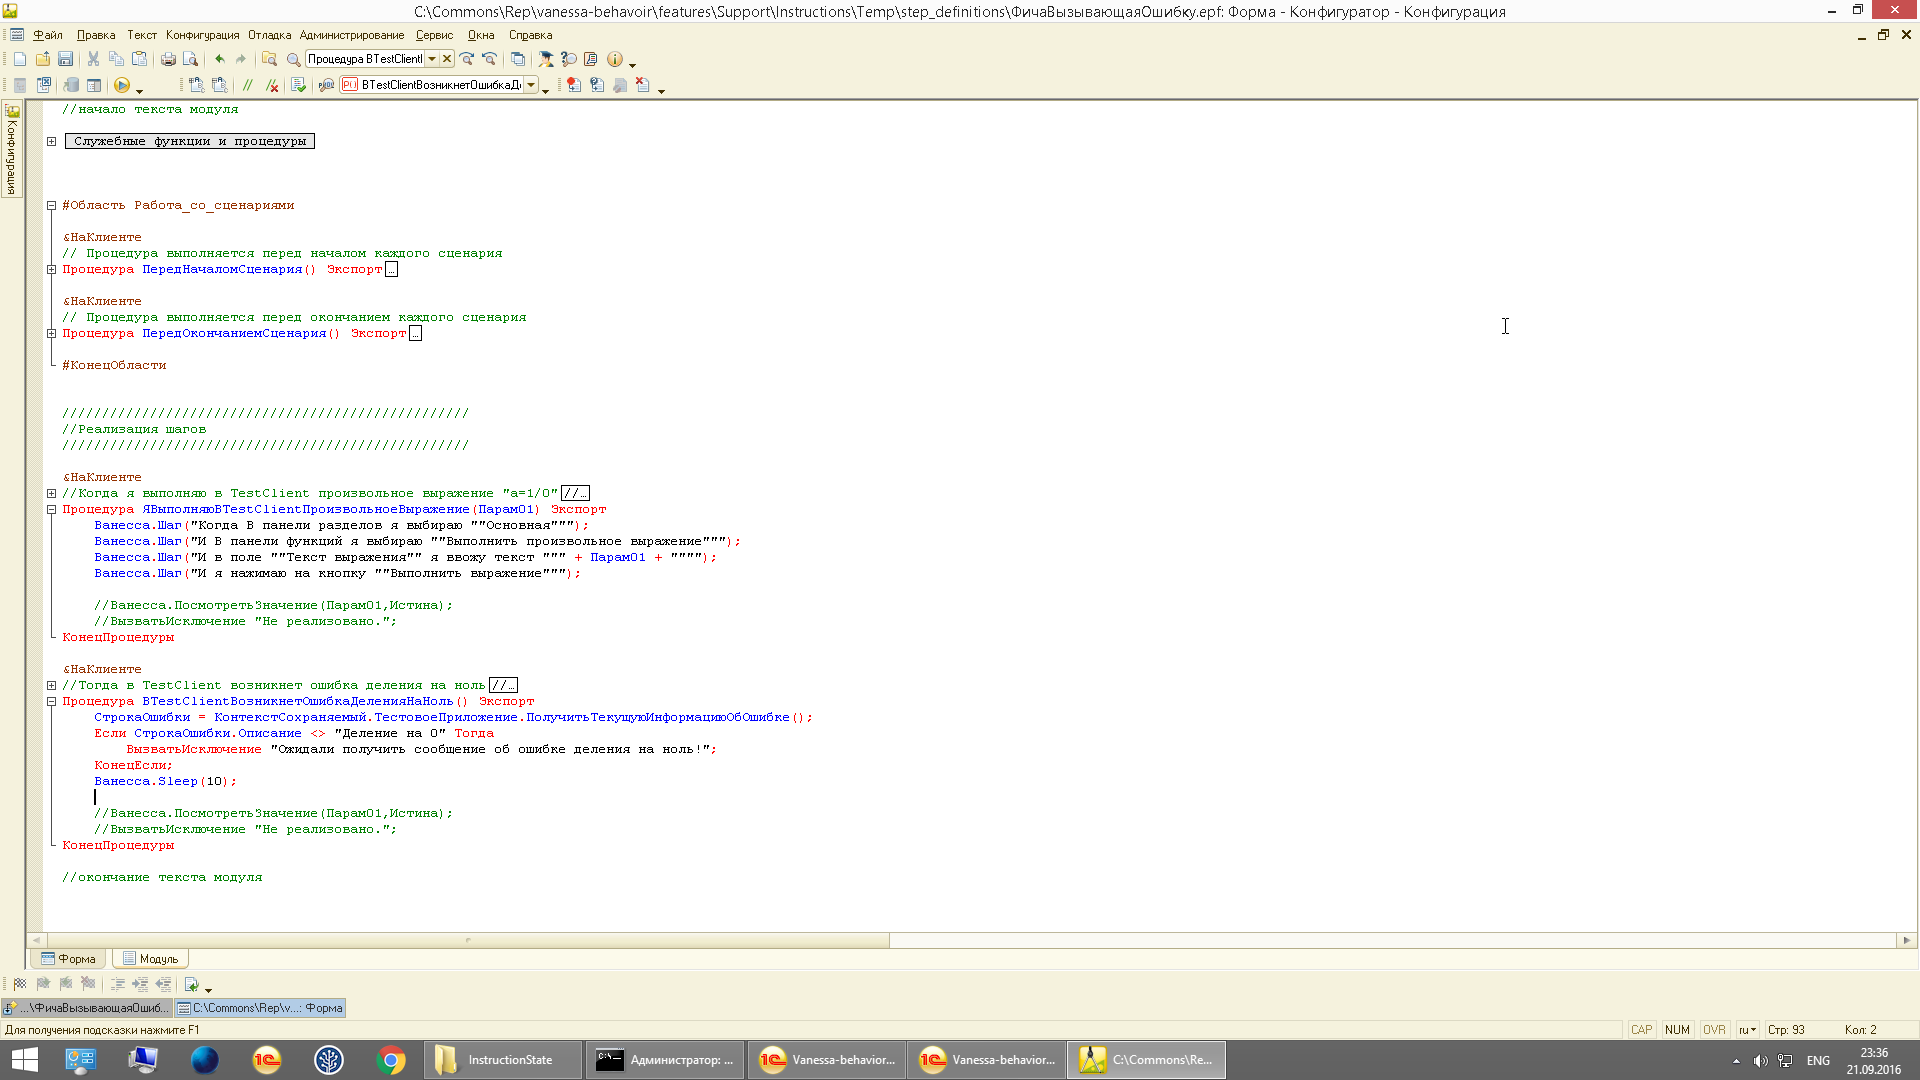 C:\Commons\Rep\vanessa-behavoir\features\Support\Instructions\Temp\step_definitions\ФичаВызывающаяОшибку.epf: Форма - Конфигуратор - Конфигурация
Файл Правка Текст Конфигурация Отладка Администрирование Сервис Окна Справка
Процедура BTestClientI
BTestClientВозникнетОшибкаД
Конфигурация
//начало текста модуля
Служебные функции и процедуры
#Область Работа_со_сценариями
&НаКлиенте
// Процедура выполняется перед началом каждого сценария
Процедура ПередНачаломСценария() Экспорт...
&НаКлиенте
// Процедура выполняется перед окончанием каждого сценария
Процедура ПередОкончаниемСценария() Экспорт...
#КонецОбласти
///////////////////////////////////////////////////
//Реализация шагов
///////////////////////////////////////////////////
&НаКлиенте
//Когда я выполняю в TestClient произвольное выражение "а=1/0"//...
Процедура ЯВыполняюВTestClientПроизвольноеВыражение(Парам01) Экспорт
Ванесса.Шаг("Когда В панели разделов я выбираю ""Основная""");
Ванесса.Шаг("И В панели функций я выбираю ""Выполнить произвольное выражение""");
Ванесса.Шаг("И в поле ""Текст выражения"" я ввожу текст """ + Парам01 + """");
Ванесса.Шаг("И я нажимаю на кнопку ""Выполнить выражение""");
//Ванесса.ПосмотретьЗначение(Парам01,Истина);
//ВызватьИсключение "Не реализовано.";
КонецПроцедуры
&НаКлиенте
//Тогда в TestClient возникнет ошибка деления на ноль//...
Процедура ВTestClientВозникнетОшибкаДеленияНаНоль() Экспорт
СтрокаОшибки = КонтекстСохраняемый.ТестовоеПриложение.ПолучитьТекущуюИнформациюОбОшибке();
Если СтрокаОшибки.Описание <> "Деление на 0" Тогда
ВызватьИсключение "Ожидали получить сообщение об ошибке деления на ноль!";
КонецЕсли;
Ванесса.Sleep(10);
//Ванесса.ПосмотретьЗначение(Парам01,Истина);
//ВызватьИсключение "Не реализовано.";
КонецПроцедуры
//окончание текста модуля
Форма Модуль
...\ФичаВызывающаяОшиб... C:\Commons\Rep\v...: Форма
Для получения подсказки нажмите F1 CAP NUM OVR ru Стр: 93 Кол: 2
InstructionState Администратор: ... Vanessa-behavior... Vanessa-behavior... C:\Commons\Re... ENG 23:36
21.09.2016